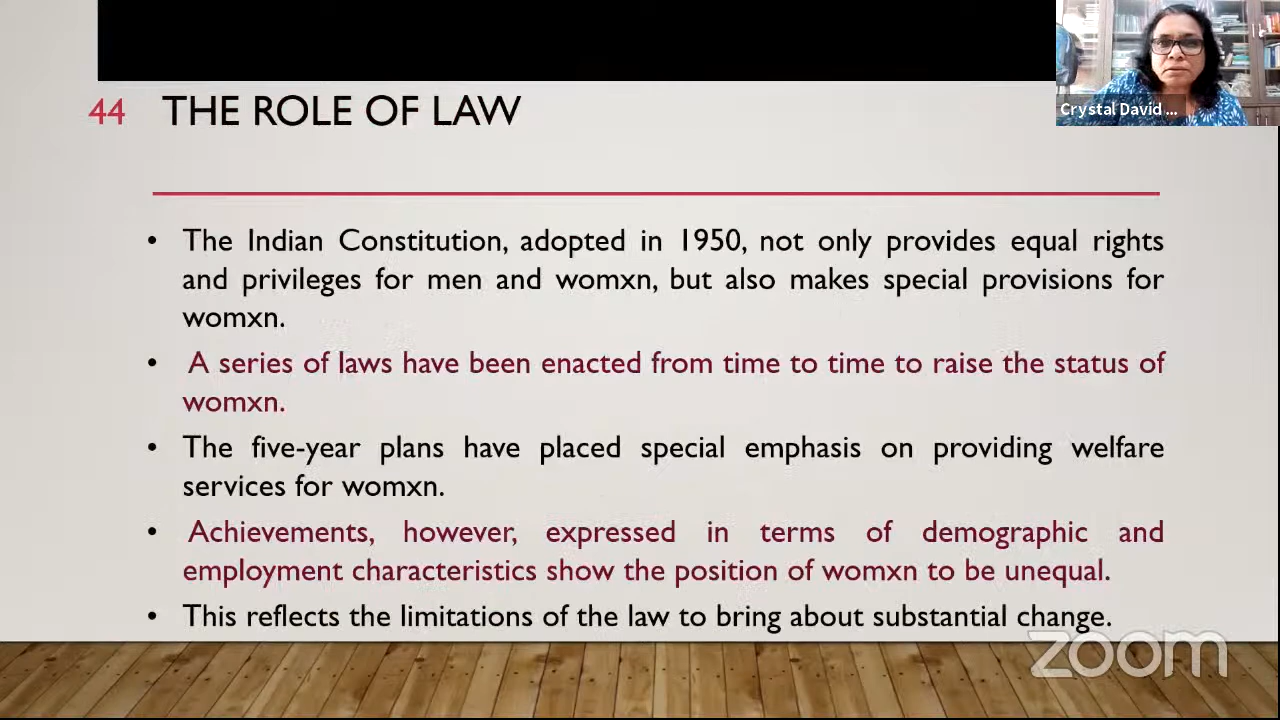 44 THE ROLE OF LAW
Crystal David ...
• The Indian Constitution, adopted in 1950, not only provides equal rights
and privileges for men and womxn, but also makes special provisions for
womxn.
• A series of laws have been enacted from time to time to raise the status of
womxn.
• The five-year plans have placed special emphasis on providing welfare
services for womxn.
• Achievements, however, expressed in terms of demographic and
employment characteristics show the position of womxn to be unequal.
• This reflects the limitations of the law to bring about substantial change.
zoom